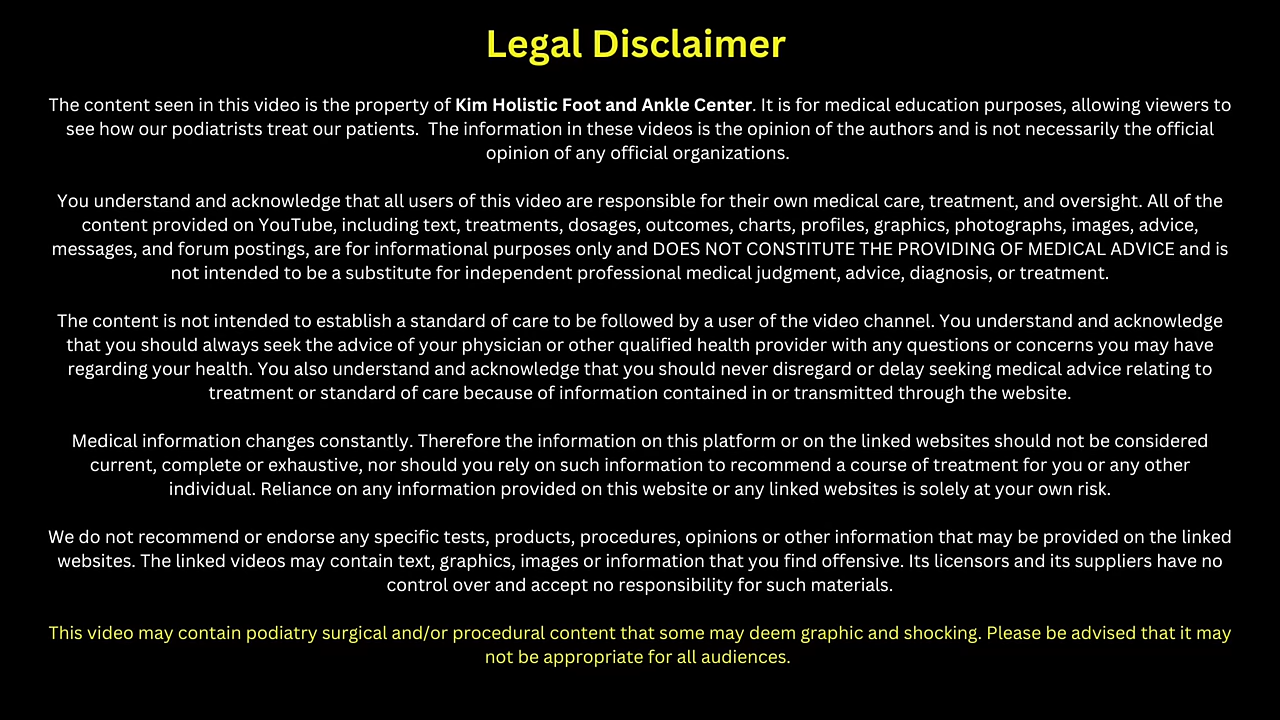 Legal Disclaimer
The content seen in this video is the property of Kim Holistic Foot and Ankle Center. It is for medical education purposes, allowing viewers to
see how our podiatrists treat our patients.  The information in these videos is the opinion of the authors and is not necessarily the official
opinion of any official organizations.
You understand and acknowledge that all users of this video are responsible for their own medical care, treatment, and oversight. All of the
content provided on YouTube, including text, treatments, dosages, outcomes, charts, profiles, graphics, photographs, images, advice,
messages, and forum postings, are for informational purposes only and DOES NOT CONSTITUTE THE PROVIDING OF MEDICAL ADVICE and is
not intended to be a substitute for independent professional medical judgment, advice, diagnosis, or treatment.
The content is not intended to establish a standard of care to be followed by a user of the video channel. You understand and acknowledge
that you should always seek the advice of your physician or other qualified health provider with any questions or concerns you may have
regarding your health. You also understand and acknowledge that you should never disregard or delay seeking medical advice relating to
treatment or standard of care because of information contained in or transmitted through the website.
Medical information changes constantly. Therefore the information on this platform or on the linked websites should not be considered
current, complete or exhaustive, nor should you rely on such information to recommend a course of treatment for you or any other
individual. Reliance on any information provided on this website or any linked websites is solely at your own risk.
We do not recommend or endorse any specific tests, products, procedures, opinions or other information that may be provided on the linked
websites. The linked videos may contain text, graphics, images or information that you find offensive. Its licensors and its suppliers have no
control over and accept no responsibility for such materials.
This video may contain podiatry surgical and/or procedural content that some may deem graphic and shocking. Please be advised that it may
not be appropriate for all audiences.